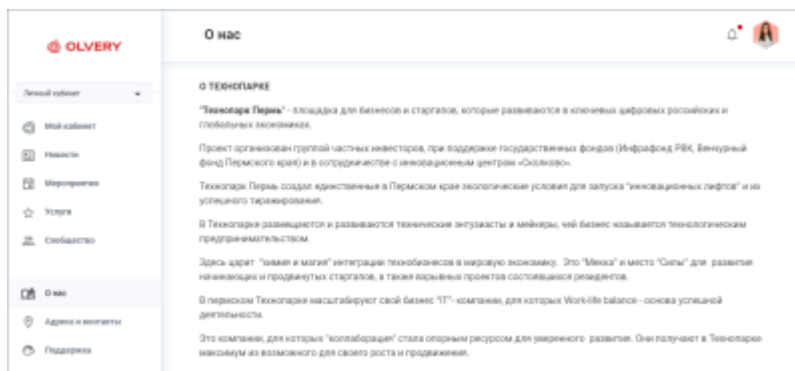 OLVERY
О нас
Личный кабинет
Мой кабинет
Новости
Мероприятия
Услуги
Сообщество
О нас
Адреса и контакты
Поддержка
О ТЕХНОПАРКЕ
"Технопарк Пермь" - площадка для бизнесов и стартапов, которые развиваются в ключевых цифровых российских и
глобальных экономиках.
Проект организован группой частных инвесторов, при поддержке государственных фондов (Инфрафонд РВК, Венчурный
фонд Пермского края) и в сотрудничестве с инновационным центром «Сколково».
Технопарк Пермь создал единственные в Пермском крае экологические условия для запуска "инновационных лифтов" и их
успешного тиражирования.
В Технопарке размещаются и развиваются технические энтузиасты и мейкеры, чей бизнес называется технологическим
предпринимательством.
Здесь царит "химия и магия" интеграции технобизнесов в мировую экономику. Это "Мекка" и место "Силы" для развития
начинающих и продвинутых стартапов, а также взрывных проектов состоявшихся резидентов.
В пермском Технопарке масштабируют свой бизнес "IT"- компании, для которых Work-life balance - основа успешной
деятельности.
Это компании, для которых "коллаборация" стала опорным ресурсом для уверенного развития. Они получают в Технопарке
максимум из возможного для своего роста и продвижения.